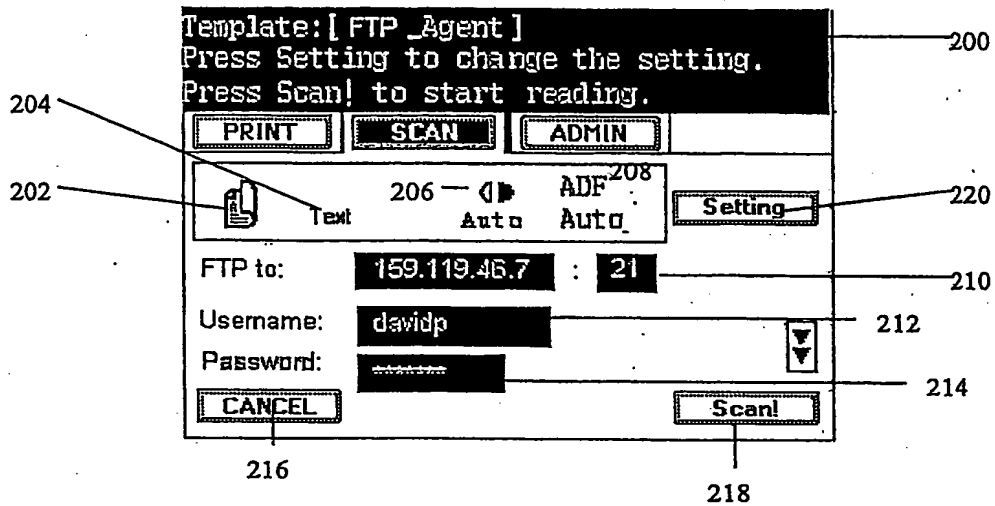 Template:[ FTP _Agent ]
Press Setting to change the setting.
Press Scan! to start reading.
200
204
PRINT SCAN ADMIN
202
Text
206
Auto
ADF
208
Auto
Setting
220
FTP to: 159.119.46.7 : 21
210
Username: davidp
212
Password: ********
214
CANCEL Scan!
216
218